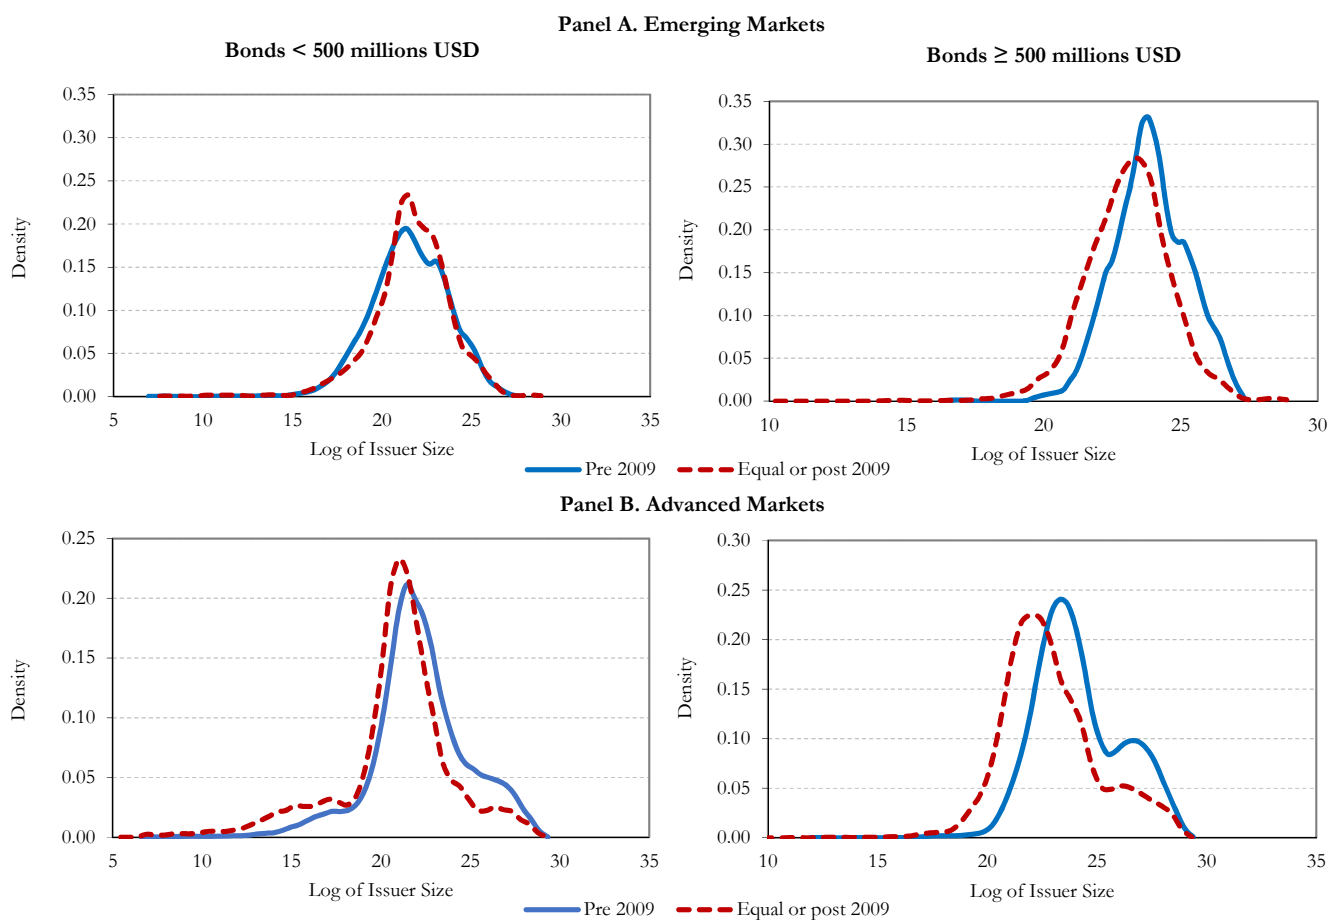 Panel A. Emerging Markets
Bonds < 500 millions USD
Bonds ≥ 500 millions USD
0.35
0.30
0.25
0.20
0.15
0.10
0.05
0.00
Density
5 10 15 20 25 30 35
Log of Issuer Size
0.35
0.30
0.25
0.20
0.15
0.10
0.05
0.00
Density
10 15 20 25 30
Log of Issuer Size
Pre 2009 Equal or post 2009
Panel B. Advanced Markets
0.25
0.20
0.15
0.10
0.05
0.00
Density
5 10 15 20 25 30 35
Log of Issuer Size
0.30
0.25
0.20
0.15
0.10
0.05
0.00
Density
10 15 20 25 30 35
Log of Issuer Size
Pre 2009 Equal or post 2009